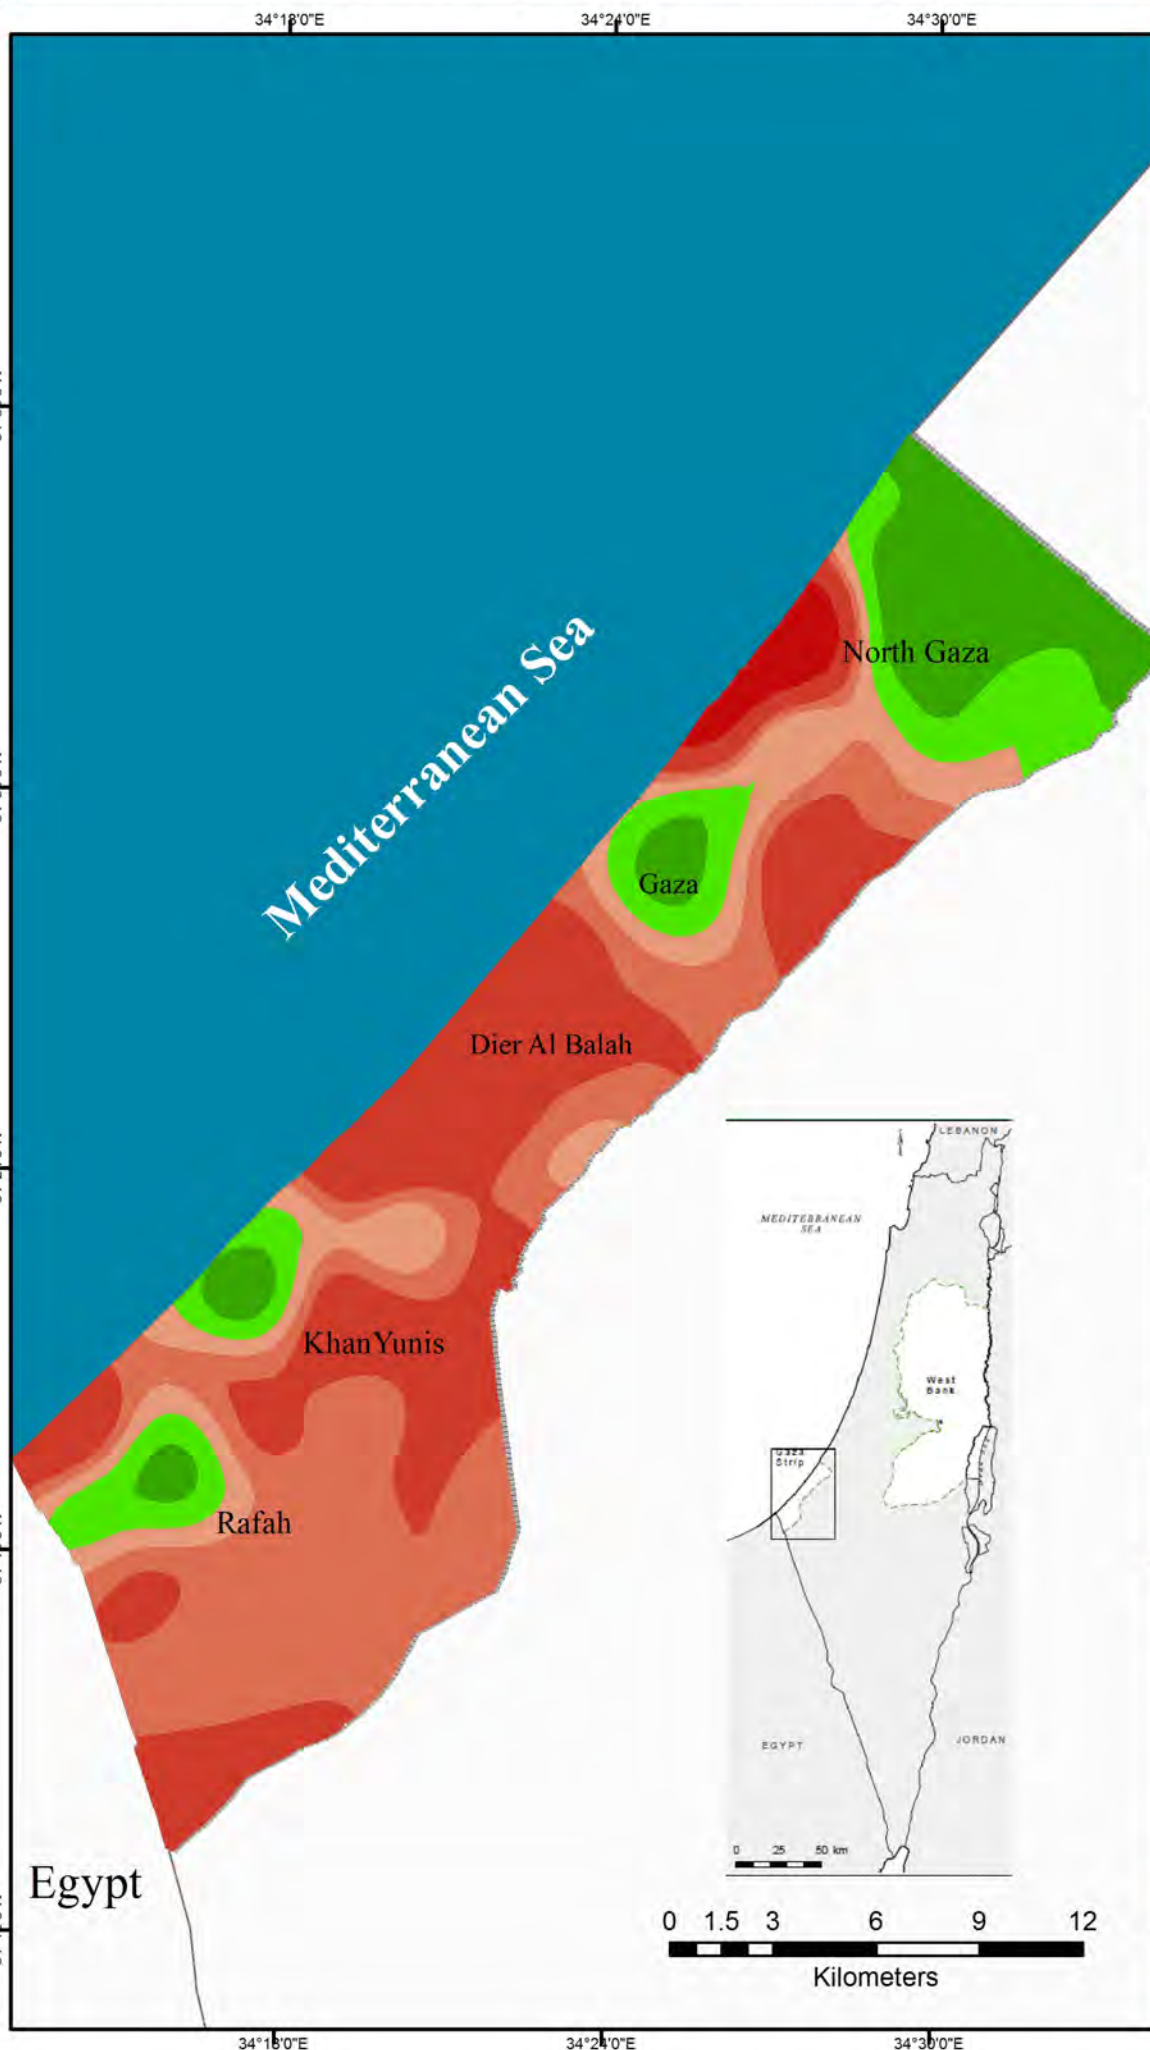 34°18'0"E
34°24'0"E
34°30'0"E
Mediterranean Sea
North Gaza
Gaza
Dier Al Balah
KhanYunis
Rafah
Egypt
LEBANON
MEDITERRANEAN
SEA
West
Bank
Gaza
Strip
EGYPT
JORDAN
0 25 50 km
0 1.5 3 6 9 12
Kilometers
34°18'0"E
34°24'0"E
34°30'0"E